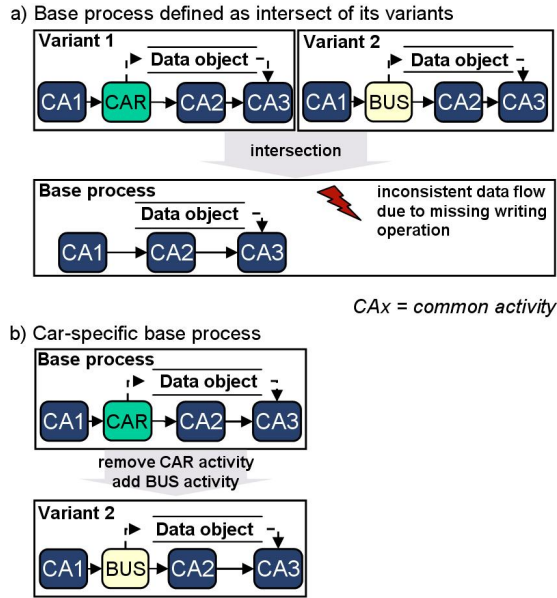 a) Base process defined as intersect of its variants
Variant 1
Data object
CA1 CAR CA2 CA3
Variant 2
Data object
CA1 BUS CA2 CA3
intersection
Base process
Data object
CA1 CA2 CA3
inconsistent data flow
due to missing writing
operation
CAx = common activity
b) Car-specific base process
Base process
Data object
CA1 CAR CA2 CA3
remove CAR activity
add BUS activity
Variant 2
Data object
CA1 BUS CA2 CA3